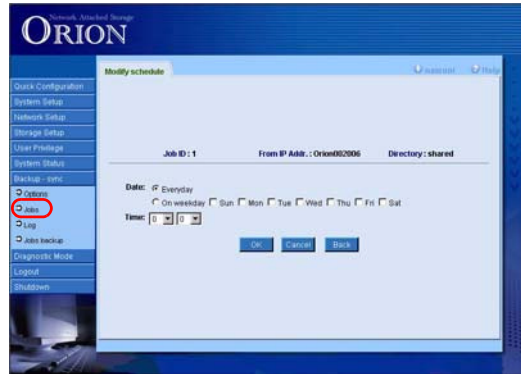 Network Attached Storage
ORION
Modify schedule
Help
Quick Configuration
System Setup
Network Setup
Storage Setup
User Privilege
System Status
Backup - sync
Options
Jobs
Log
Jobs backup
Diagnostic Mode
Logout
Shutdown
Job ID : 1 From IP Addr. : Orion002006 Directory : shared
Date: Everyday
On weekday Sun Mon Tue Wed Thu Fri Sat
Time: 0 0
OK Cancel Back